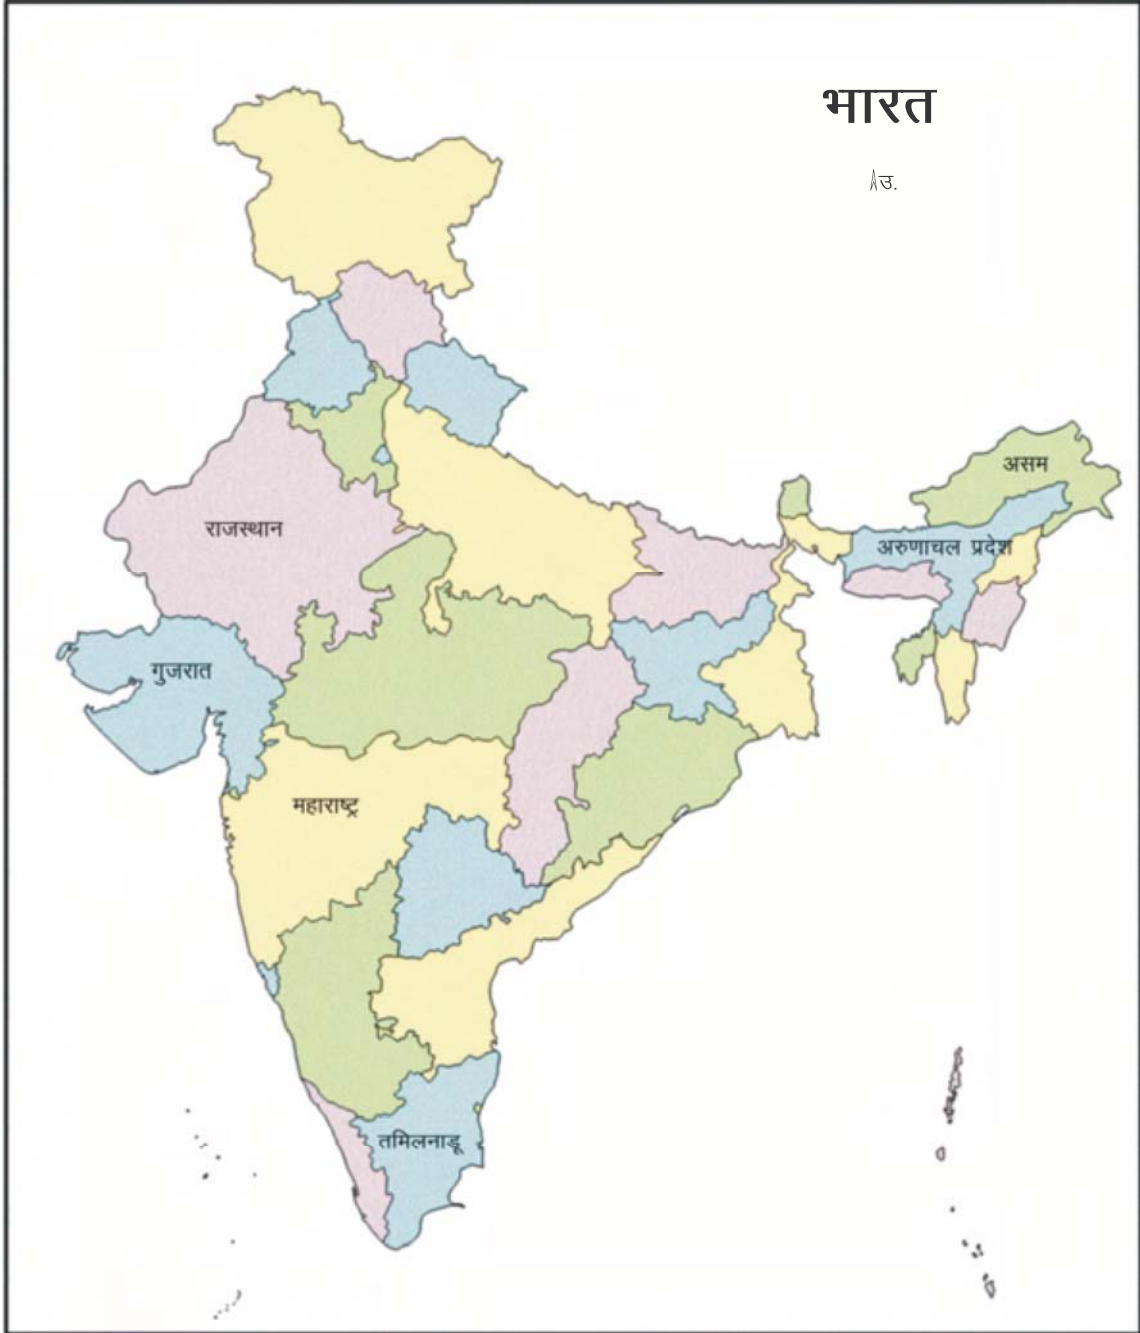 भारत
उ.
असम
राजस्थान
अरुणाचल प्रदेश
गुजरात
महाराष्ट्र
तमिलनाडू